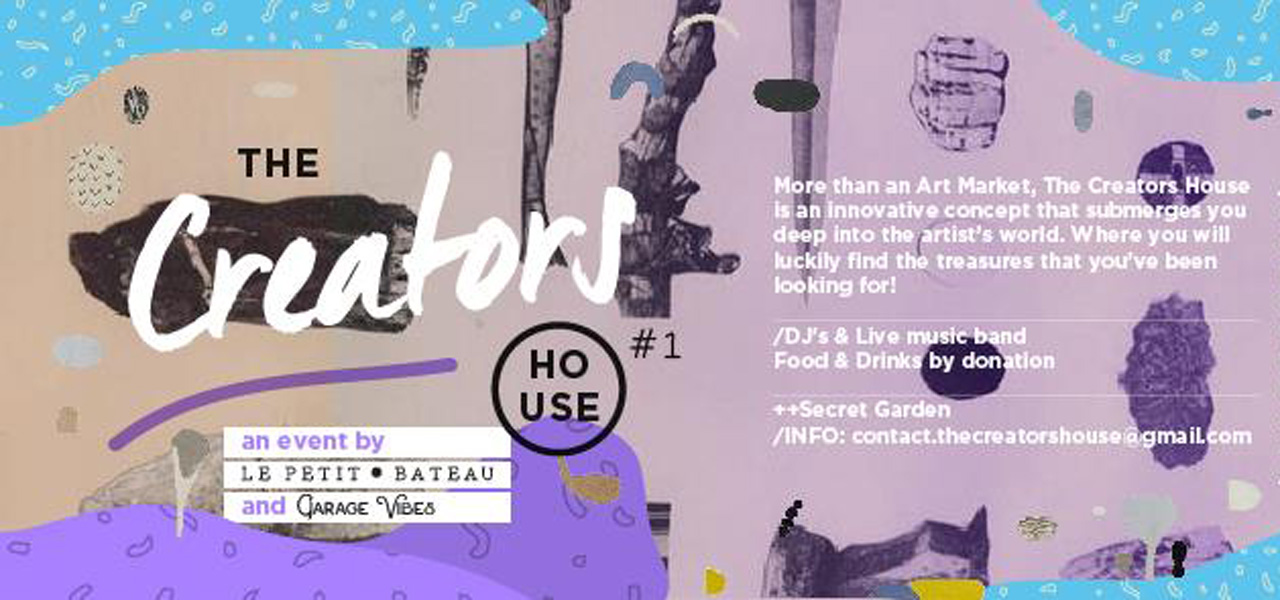 THE
Creators
HO
USE
#1
an event by
LE PETIT • BATEAU
and GARAGE VIBES
More than an Art Market, The Creators House
is an innovative concept that submerges you
deep into the artist's world. Where you will
luckily find the treasures that you've been
looking for!
/DJ's & Live music band
Food & Drinks by donation
++Secret Garden
/INFO: contact.thecreatorshouse@gmail.com